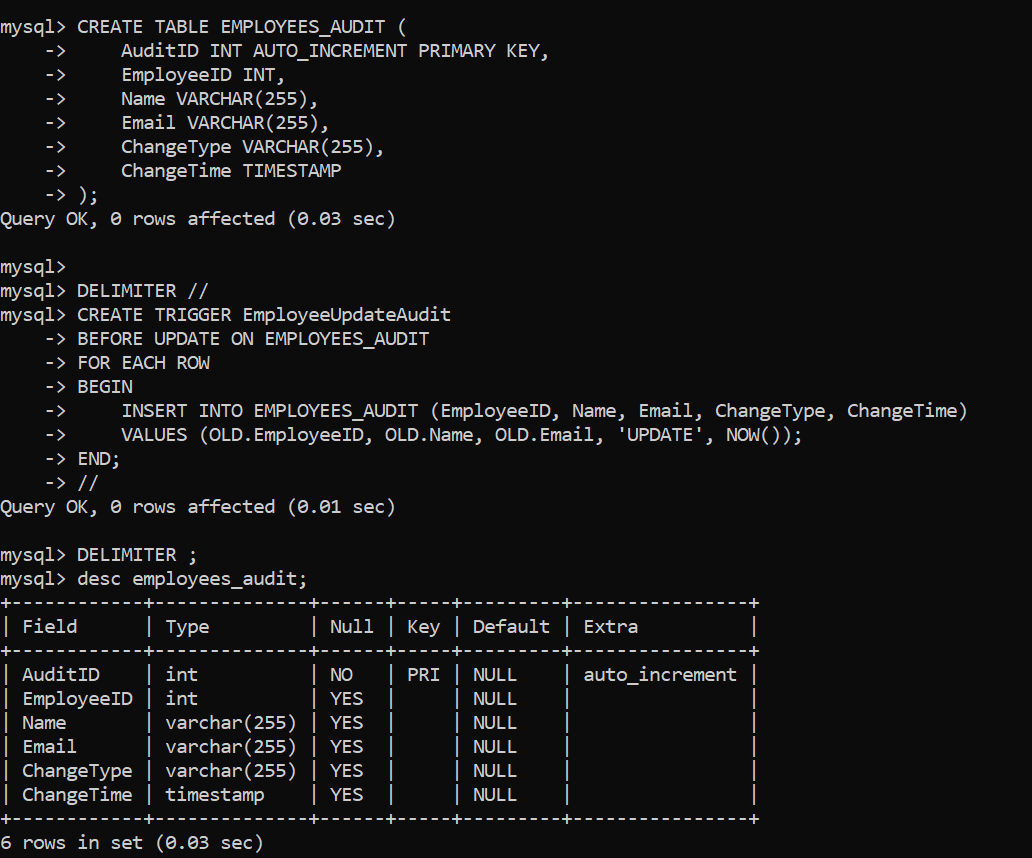 mysql> CREATE TABLE EMPLOYEES_AUDIT (
    ->     AuditID INT AUTO_INCREMENT PRIMARY KEY,
    ->     EmployeeID INT,
    ->     Name VARCHAR(255),
    ->     Email VARCHAR(255),
    ->     ChangeType VARCHAR(255),
    ->     ChangeTime TIMESTAMP
    -> );
Query OK, 0 rows affected (0.03 sec)

mysql>
mysql> DELIMITER //
mysql> CREATE TRIGGER EmployeeUpdateAudit
    -> BEFORE UPDATE ON EMPLOYEES_AUDIT
    -> FOR EACH ROW
    -> BEGIN
    ->     INSERT INTO EMPLOYEES_AUDIT (EmployeeID, Name, Email, ChangeType, ChangeTime)
    ->     VALUES (OLD.EmployeeID, OLD.Name, OLD.Email, 'UPDATE', NOW());
    -> END;
    -> //
Query OK, 0 rows affected (0.01 sec)

mysql> DELIMITER ;
mysql> desc employees_audit;
+------------+--------------+------+-----+---------+----------------+
| Field      | Type         | Null | Key | Default | Extra          |
+------------+--------------+------+-----+---------+----------------+
| AuditID    | int          | NO   | PRI | NULL    | auto_increment |
| EmployeeID | int          | YES  |     | NULL    |                |
| Name       | varchar(255) | YES  |     | NULL    |                |
| Email      | varchar(255) | YES  |     | NULL    |                |
| ChangeType | varchar(255) | YES  |     | NULL    |                |
| ChangeTime | timestamp    | YES  |     | NULL    |                |
+------------+--------------+------+-----+---------+----------------+
6 rows in set (0.03 sec)